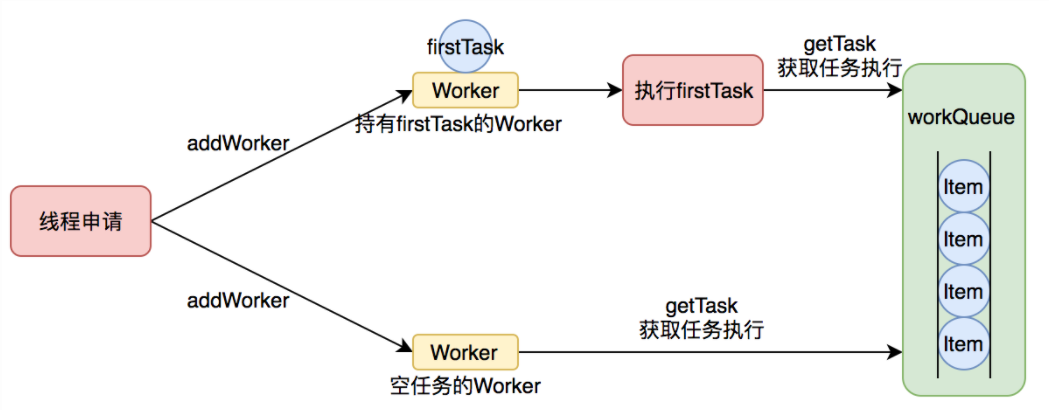 线程申请
addWorker
firstTask
Worker
持有firstTask的Worker
执行firstTask
getTask
获取任务执行
addWorker
Worker
空任务的Worker
getTask
获取任务执行
workQueue
Item
Item
Item
Item